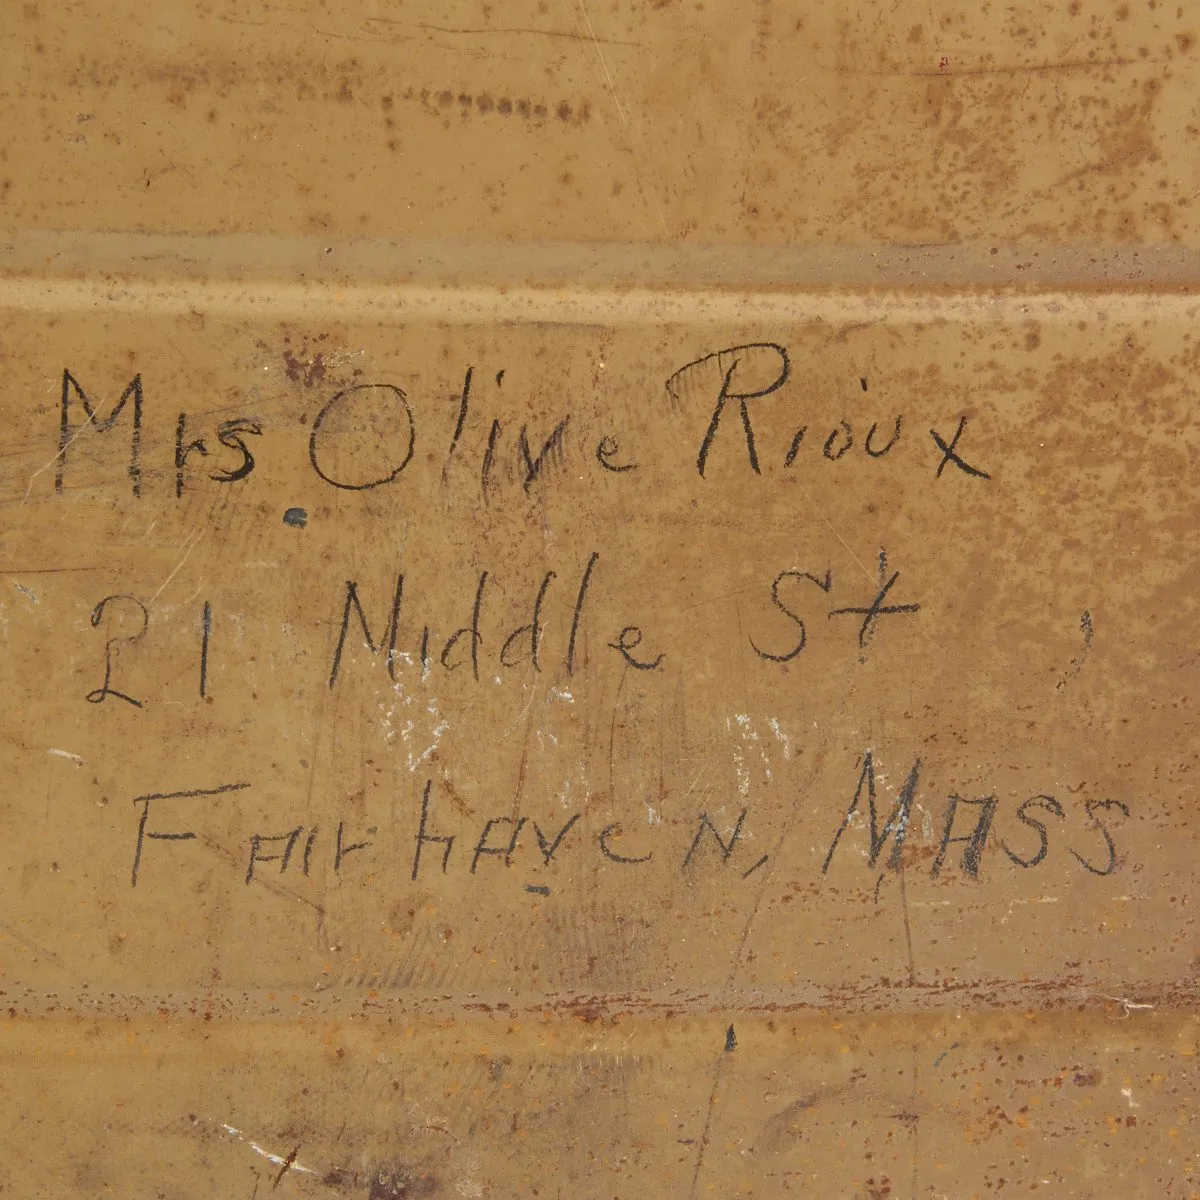 Mrs. Olive Rioux
21 Middle St,
Fairhaven, Mass